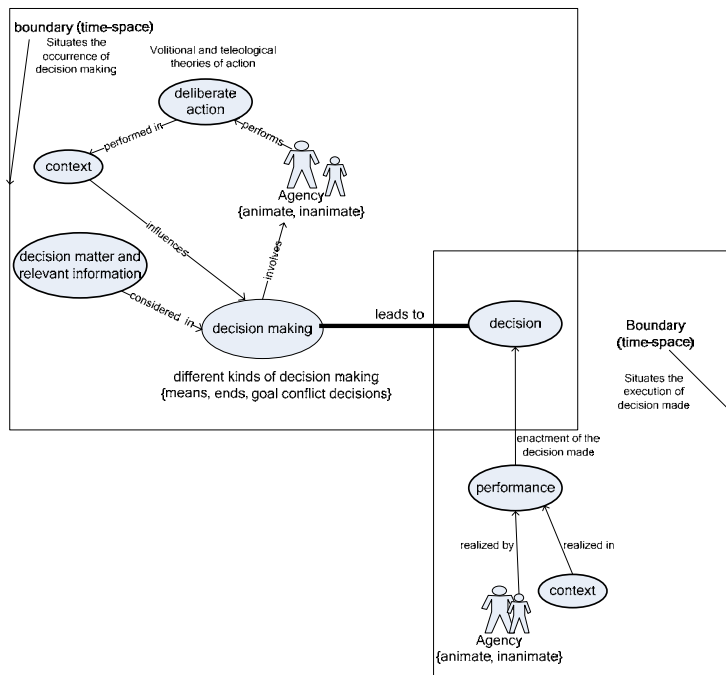 boundary (time-space)
Situates the
occurrence of
decision making
Volitional and teleological
theories of action
deliberate
action
performed in
performs
context
Agency
{animate, inanimate}
influences
involves
decision matter and
relevant information
considered in
decision making
leads to
decision
different kinds of decision making
{means, ends, goal conflict decisions}
Boundary
(time-space)
Situates the
execution of
decision made
enactment of the
decision made
performance
realized by
realized in
context
Agency
{animate, inanimate}